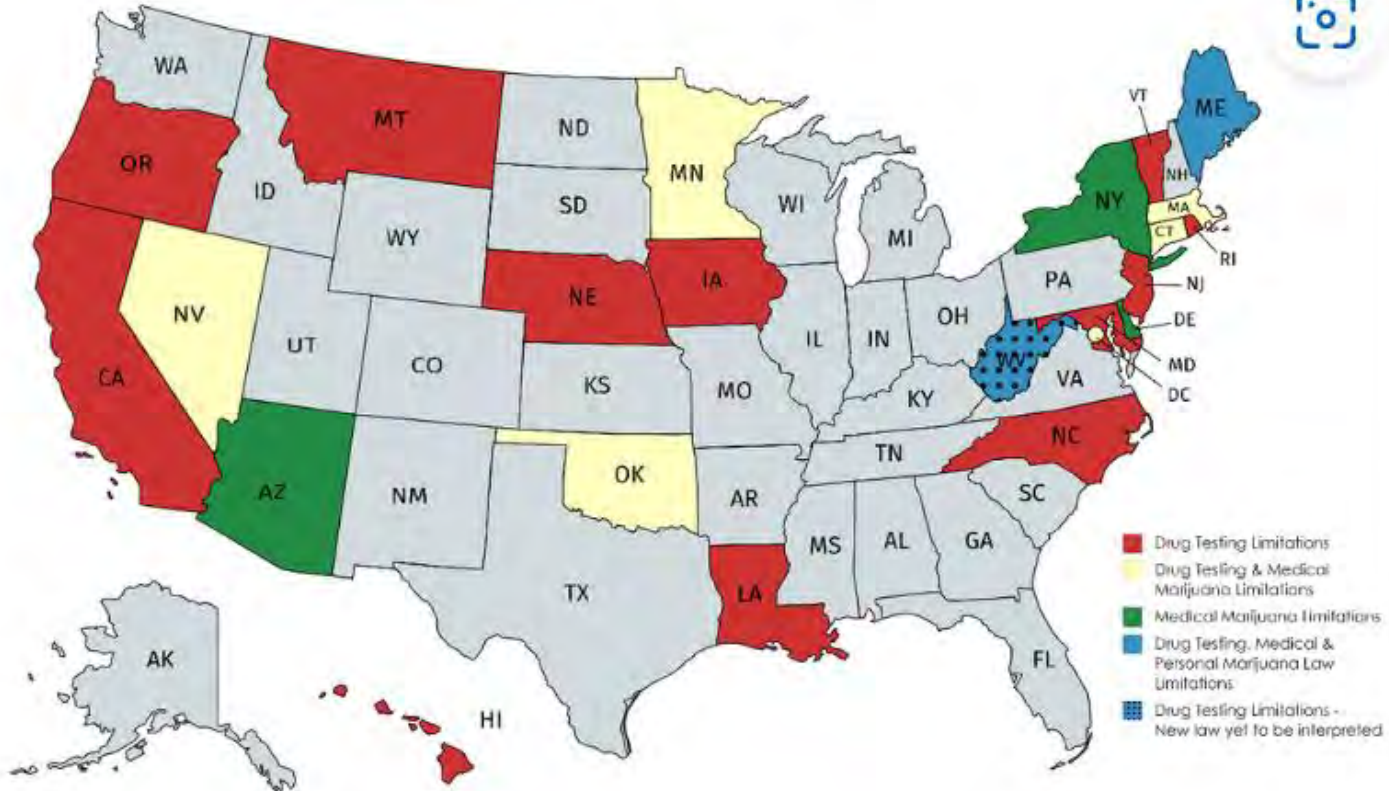 WA
MT
ND
MN
VT
ME
OR
ID
SD
WI
NY
NH
WY
MI
MA
CT
RI
NE
IA
PA
NJ
NV
UT
CO
IL
IN
OH
DE
CA
KS
MO
WV
VA
MD
DC
KY
NC
AZ
NM
OK
AR
TN
SC
MS
AL
GA
TX
LA
AK
HI
FL
Drug Testing Limitations
Drug Testing & Medical
Marijuana Limitations
Medical Marijuana Limitations
Drug Testing, Medical &
Personal Marijuana Law
Limitations
Drug Testing Limitations -
New law yet to be interpreted